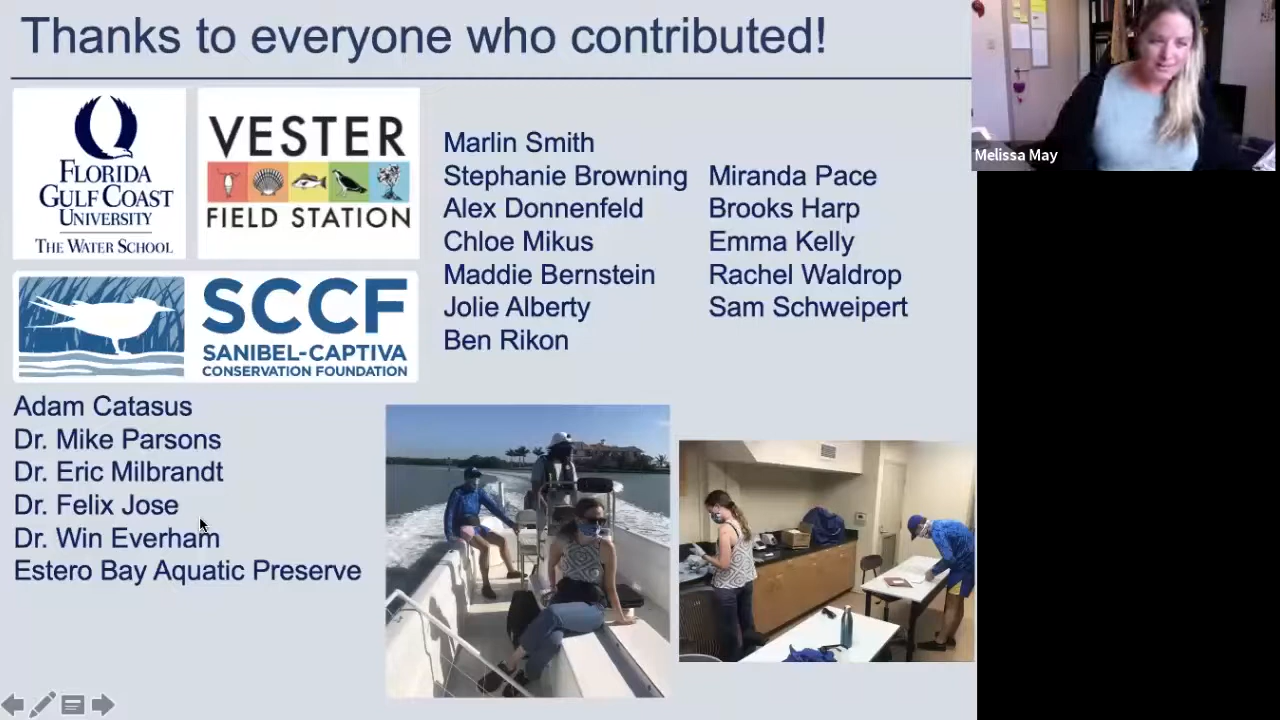 Thanks to everyone who contributed!
FLORIDA
GULF COAST
UNIVERSITY
THE WATER SCHOOL
VESTER
FIELD STATION
SCCF
SANIBEL-CAPTIVA
CONSERVATION FOUNDATION
Marlin Smith
Stephanie Browning
Alex Donnenfeld
Chloe Mikus
Maddie Bernstein
Jolie Alberty
Ben Rikon
Miranda Pace
Brooks Harp
Emma Kelly
Rachel Waldrop
Sam Schweipert
Adam Catasus
Dr. Mike Parsons
Dr. Eric Milbrandt
Dr. Felix Jose
Dr. Win Everham
Estero Bay Aquatic Preserve
Melissa May